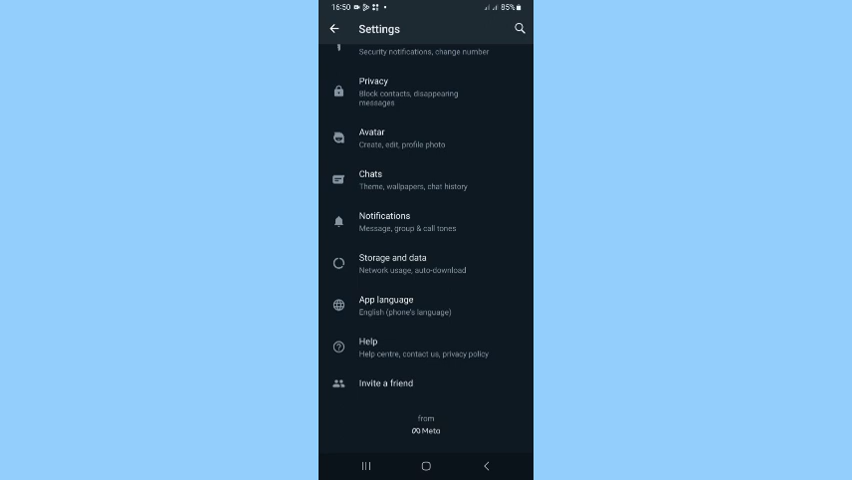 16:50 85%
Settings
Security notifications, change number
Privacy
Block contacts, disappearing
messages
Avatar
Create, edit, profile photo
Chats
Theme, wallpapers, chat history
Notifications
Message, group & call tones
Storage and data
Network usage, auto-download
App language
English (phone's language)
Help
Help centre, contact us, privacy policy
Invite a friend
from
Meta